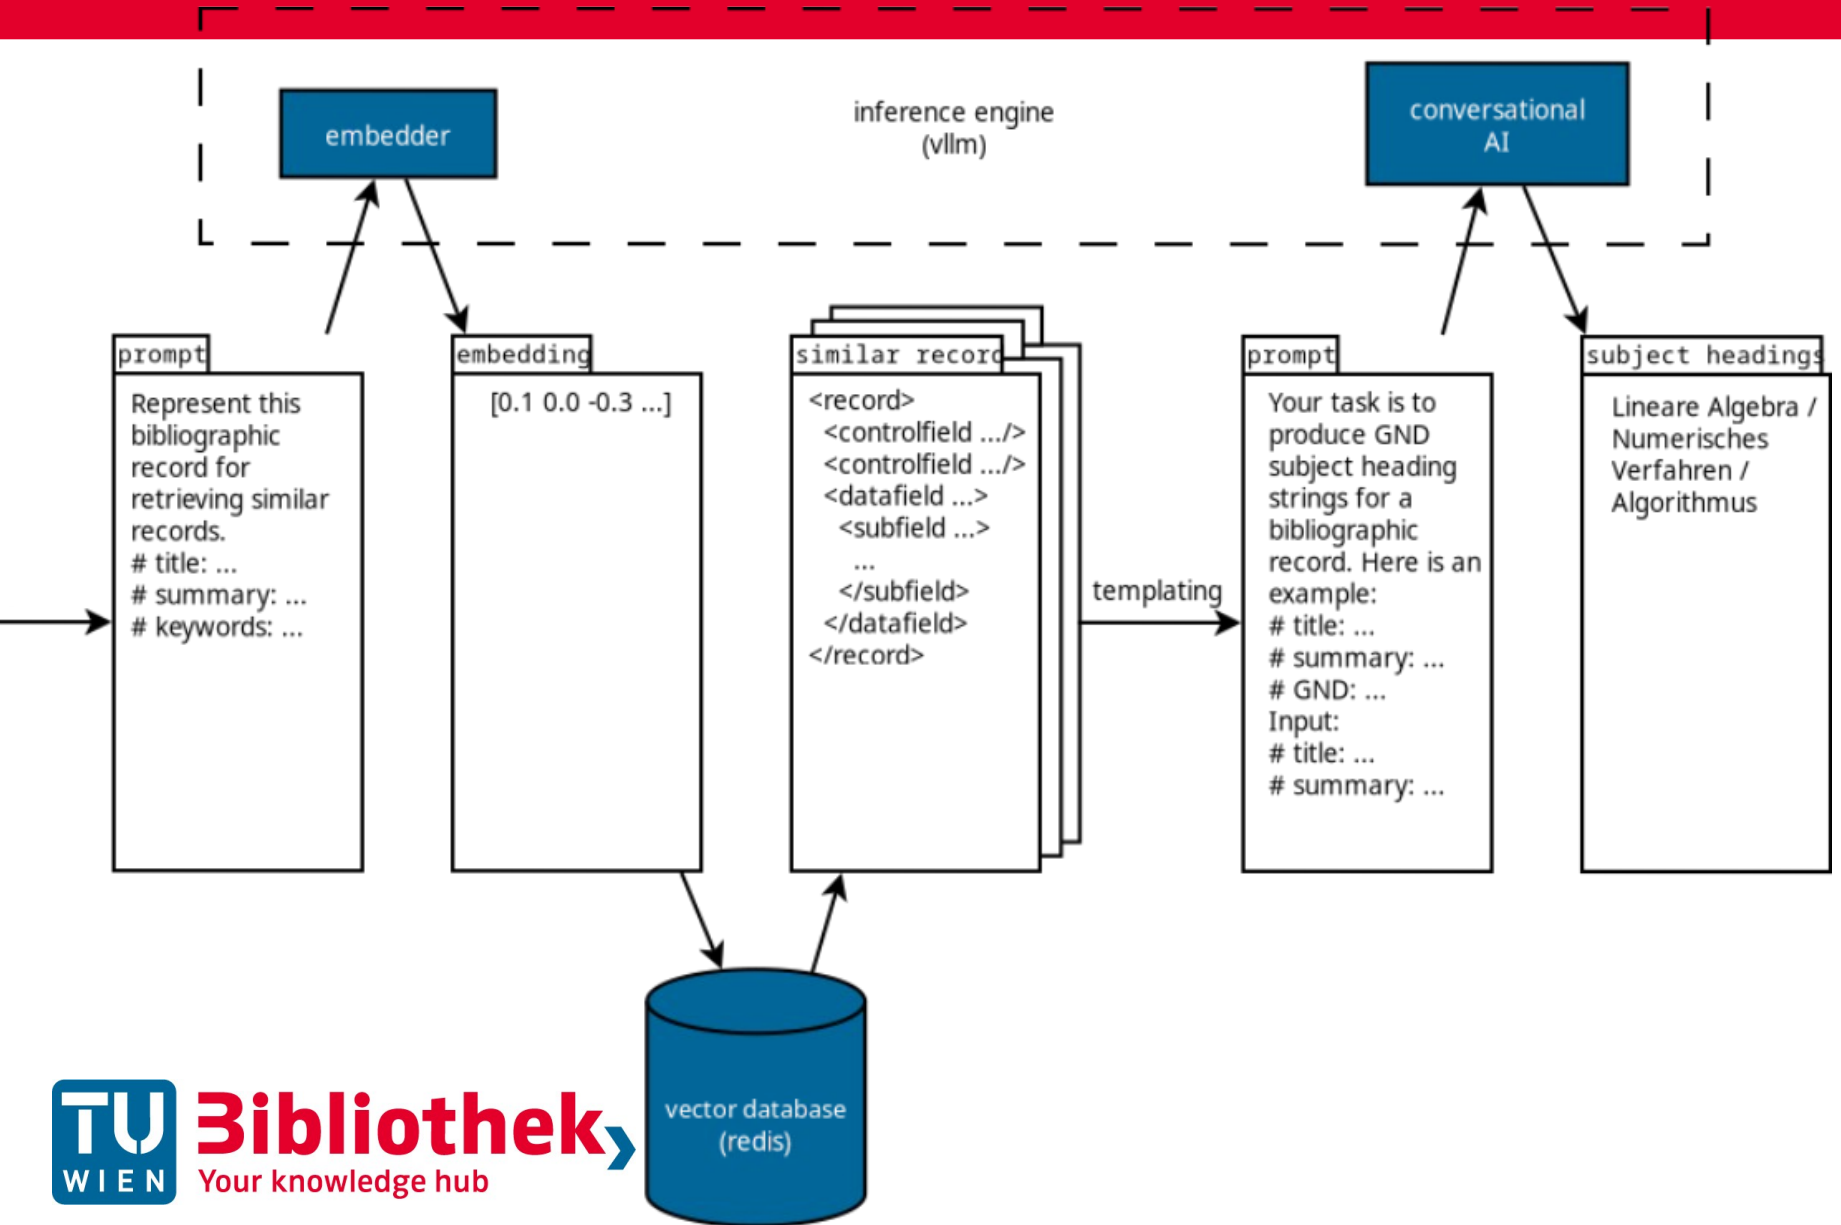 embedder
inference engine
(vllm)
conversational
AI
prompt
Represent this
bibliographic
record for
retrieving similar
records.
# title: ...
# summary: ...
# keywords: ...
embedding
[0.1 0.0 -0.3 ...]
similar record
<record>
<controlfield .../>
<controlfield .../>
<datafield ...>
<subfield ...>
...
</subfield>
</datafield>
</record>
templating
prompt
Your task is to
produce GND
subject heading
strings for a
bibliographic
record. Here is an
example:
# title: ...
# summary: ...
# GND: ...
Input:
# title: ...
# summary: ...
subject headings
Lineare Algebra /
Numerisches
Verfahren /
Algorithmus
vector database
(redis)
TU
WIEN
Bibliothek
Your knowledge hub